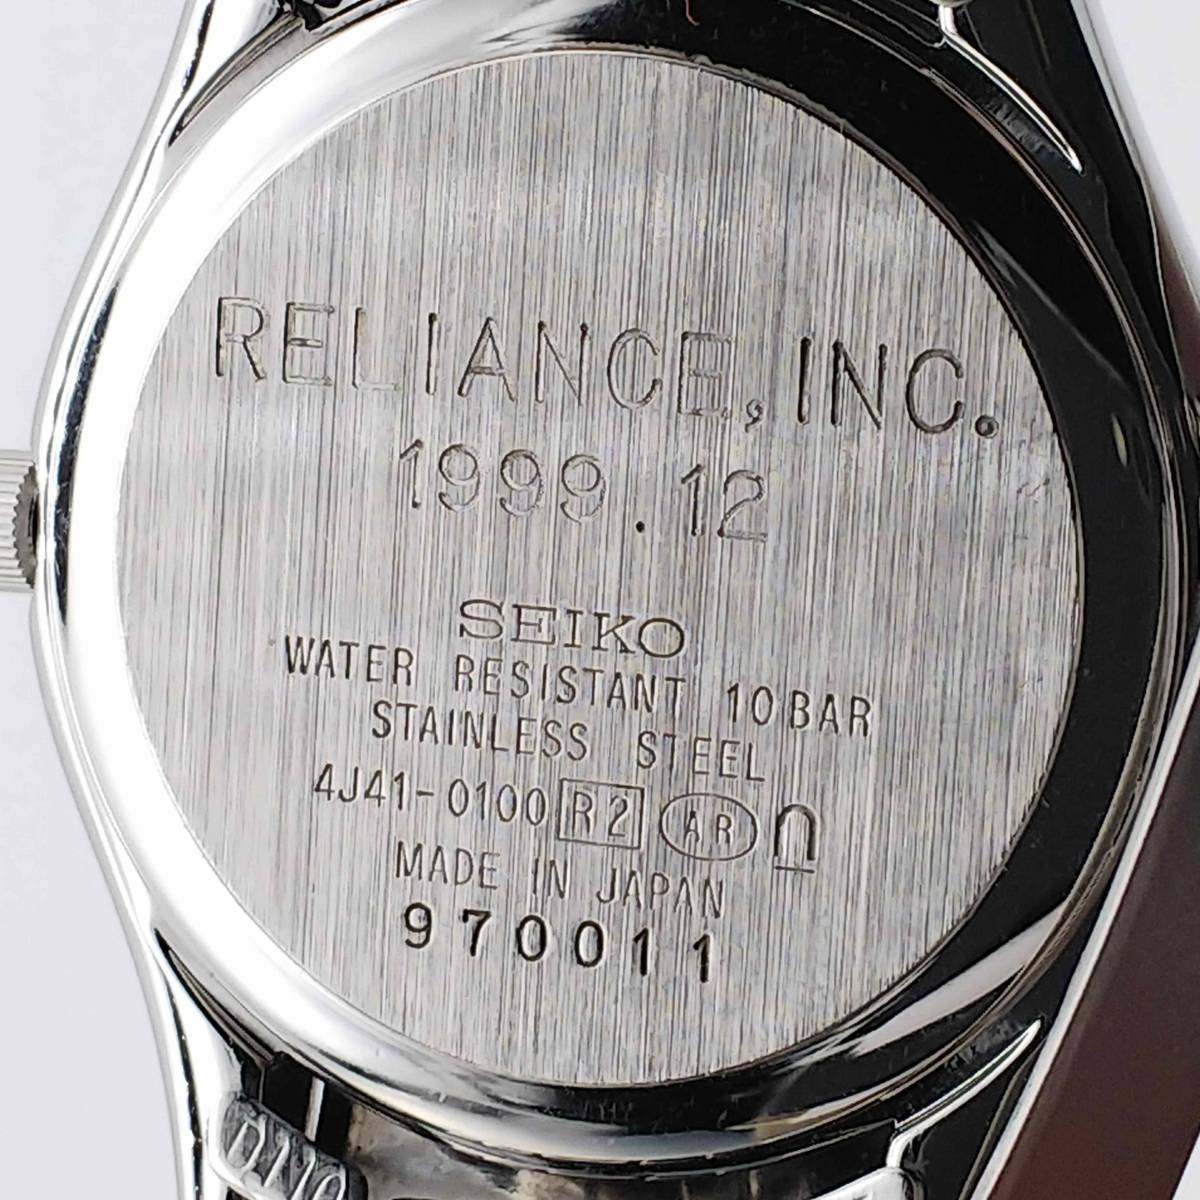 RELIANCE, INC.
1999.12
SEIKO
WATER RESISTANT 10BAR
STAINLESS STEEL
4J41-0100 R2 AR
MADE IN JAPAN
970011